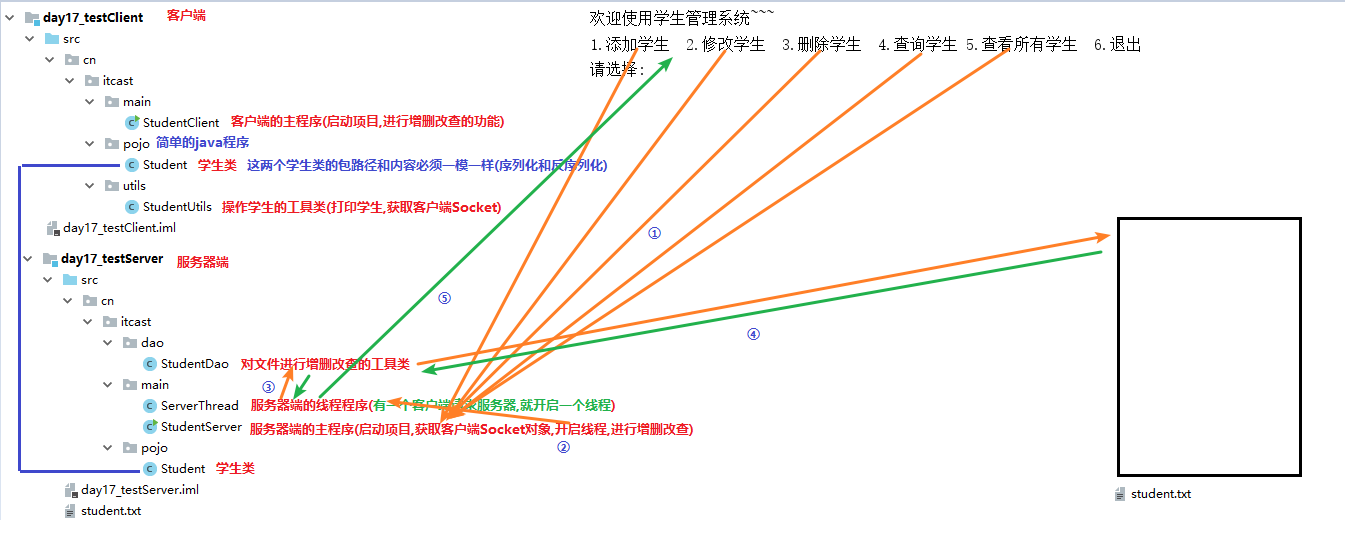 day17_testClient 客户端
欢迎使用学生管理系统~~~
src
1.添加学生 2.修改学生 3.删除学生 4.查询学生 5.查看所有学生 6.退出
cn
请选择:
itcast
main
StudentClient 客户端的主程序(启动项目,进行增删改查的功能)
pojo 简单的java程序
Student 学生类 这两个学生类的包路径和内容必须一模一样(序列化和反序列化)
utils
StudentUtils 操作学生的工具类(打印学生,获取客户端Socket)
day17_testClient.iml
①
day17_testServer 服务器端
src
⑤
cn
itcast
④
dao
StudentDao 对文件进行增删改查的工具类
main
③
ServerThread 服务器端的线程程序(有一个客户端请求服务器,就开启一个线程)
StudentServer 服务器端的主程序(启动项目,获取客户端Socket对象,开启线程,进行增删改查)
pojo
②
Student 学生类
day17_testServer.iml
student.txt
student.txt